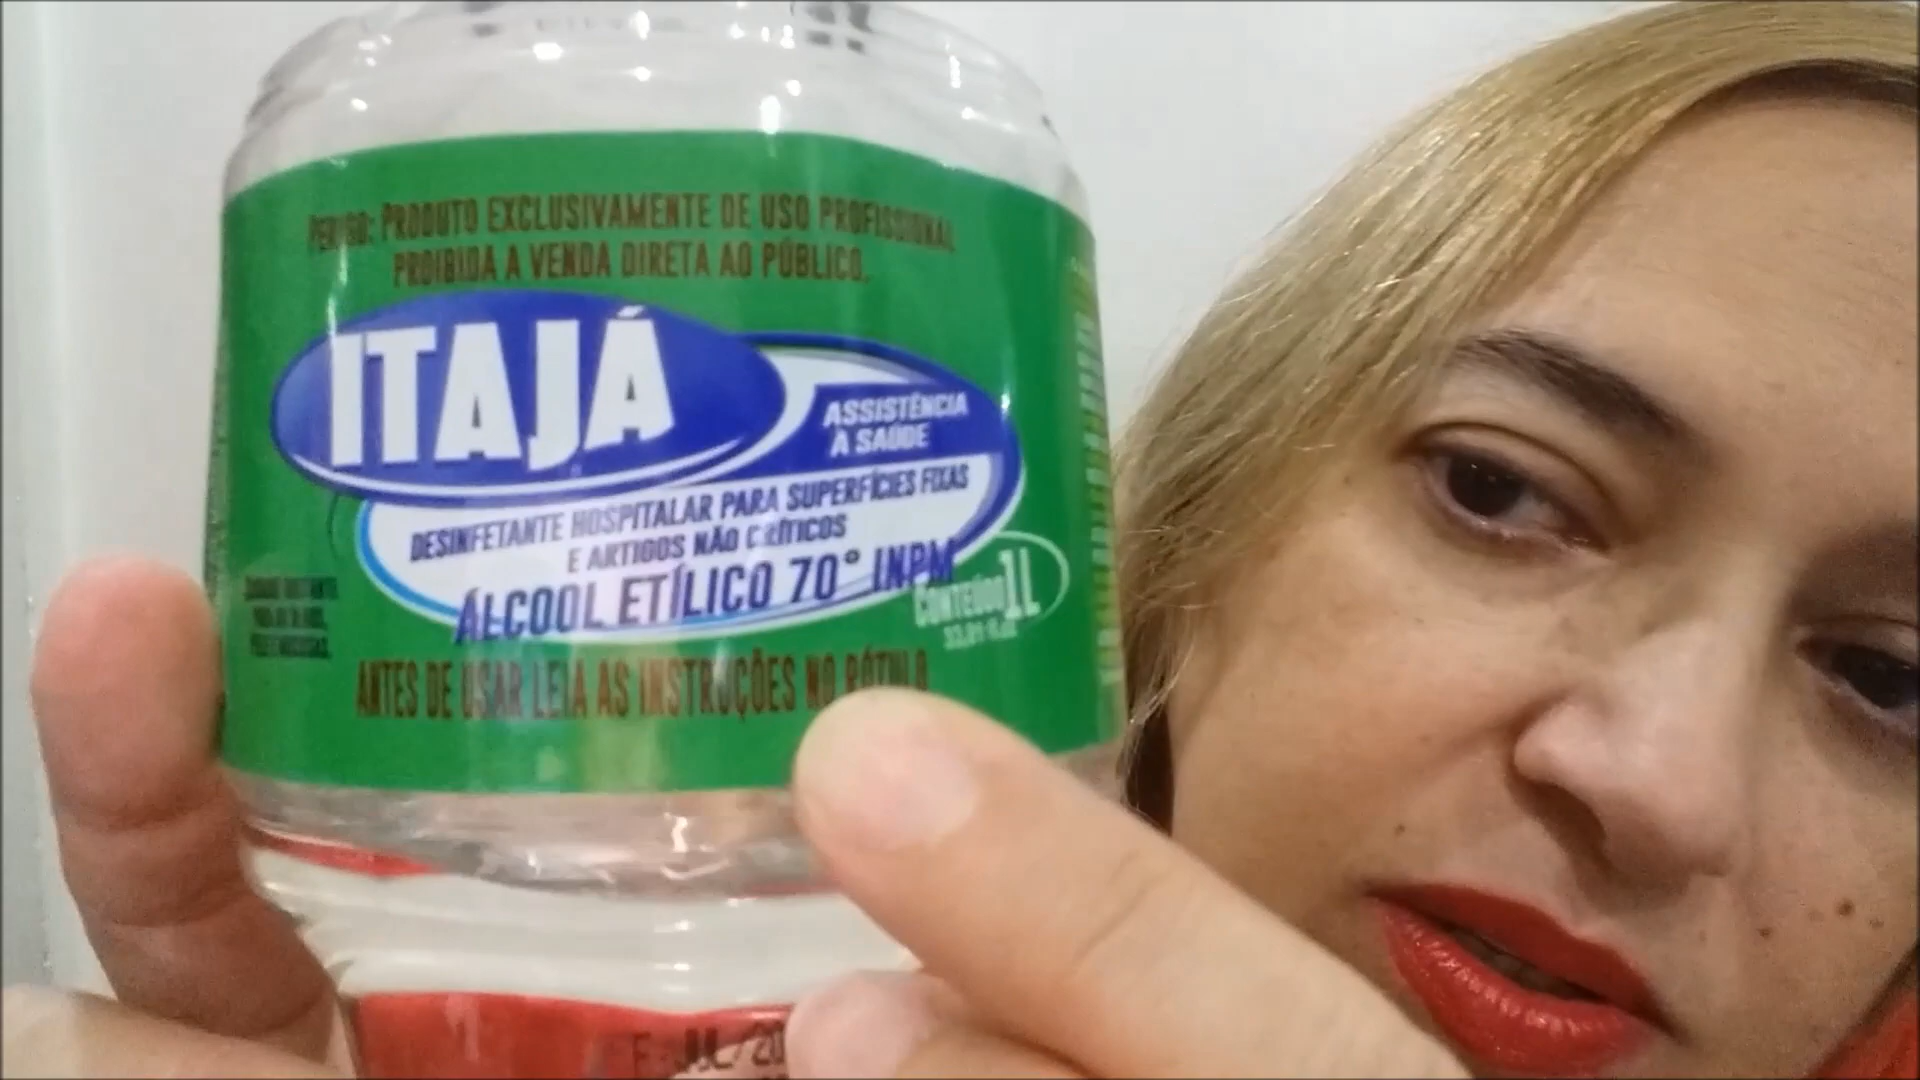 PERIGO: PRODUTO EXCLUSIVAMENTE DE USO PROFISSIONAL
PROIBIDA A VENDA DIRETA AO PÚBLICO.
ITAJÁ
ASSISTÊNCIA
À SAÚDE
DESINFETANTE HOSPITALAR PARA SUPERFÍCIES FIXAS
E ARTIGOS NÃO CRÍTICOS
ÁLCOOL ETÍLICO 70° INPM
CONTEÚDO 1L
ANTES DE USAR LEIA AS INSTRUÇÕES NO RÓTULO